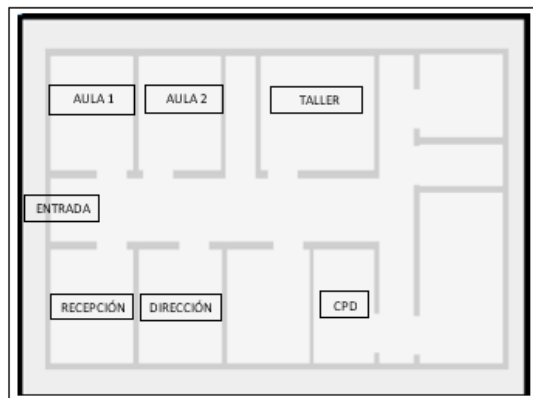 AULA 1
AULA 2
TALLER
ENTRADA
RECEPCIÓN
DIRECCIÓN
CPD